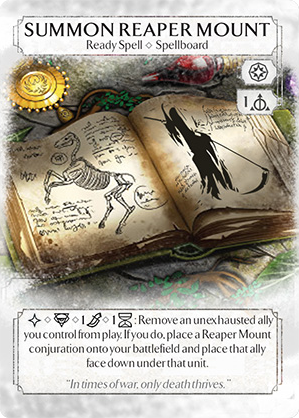 SUMMON REAPER MOUNT
Ready Spell ⬦ Spellboard
1
⬦ ⬦ 1 ⬦ 1 : Remove an unexhausted ally
you control from play. If you do, place a Reaper Mount
conjuration onto your battlefield and place that ally
face down under that unit.
"In times of war, only death thrives."